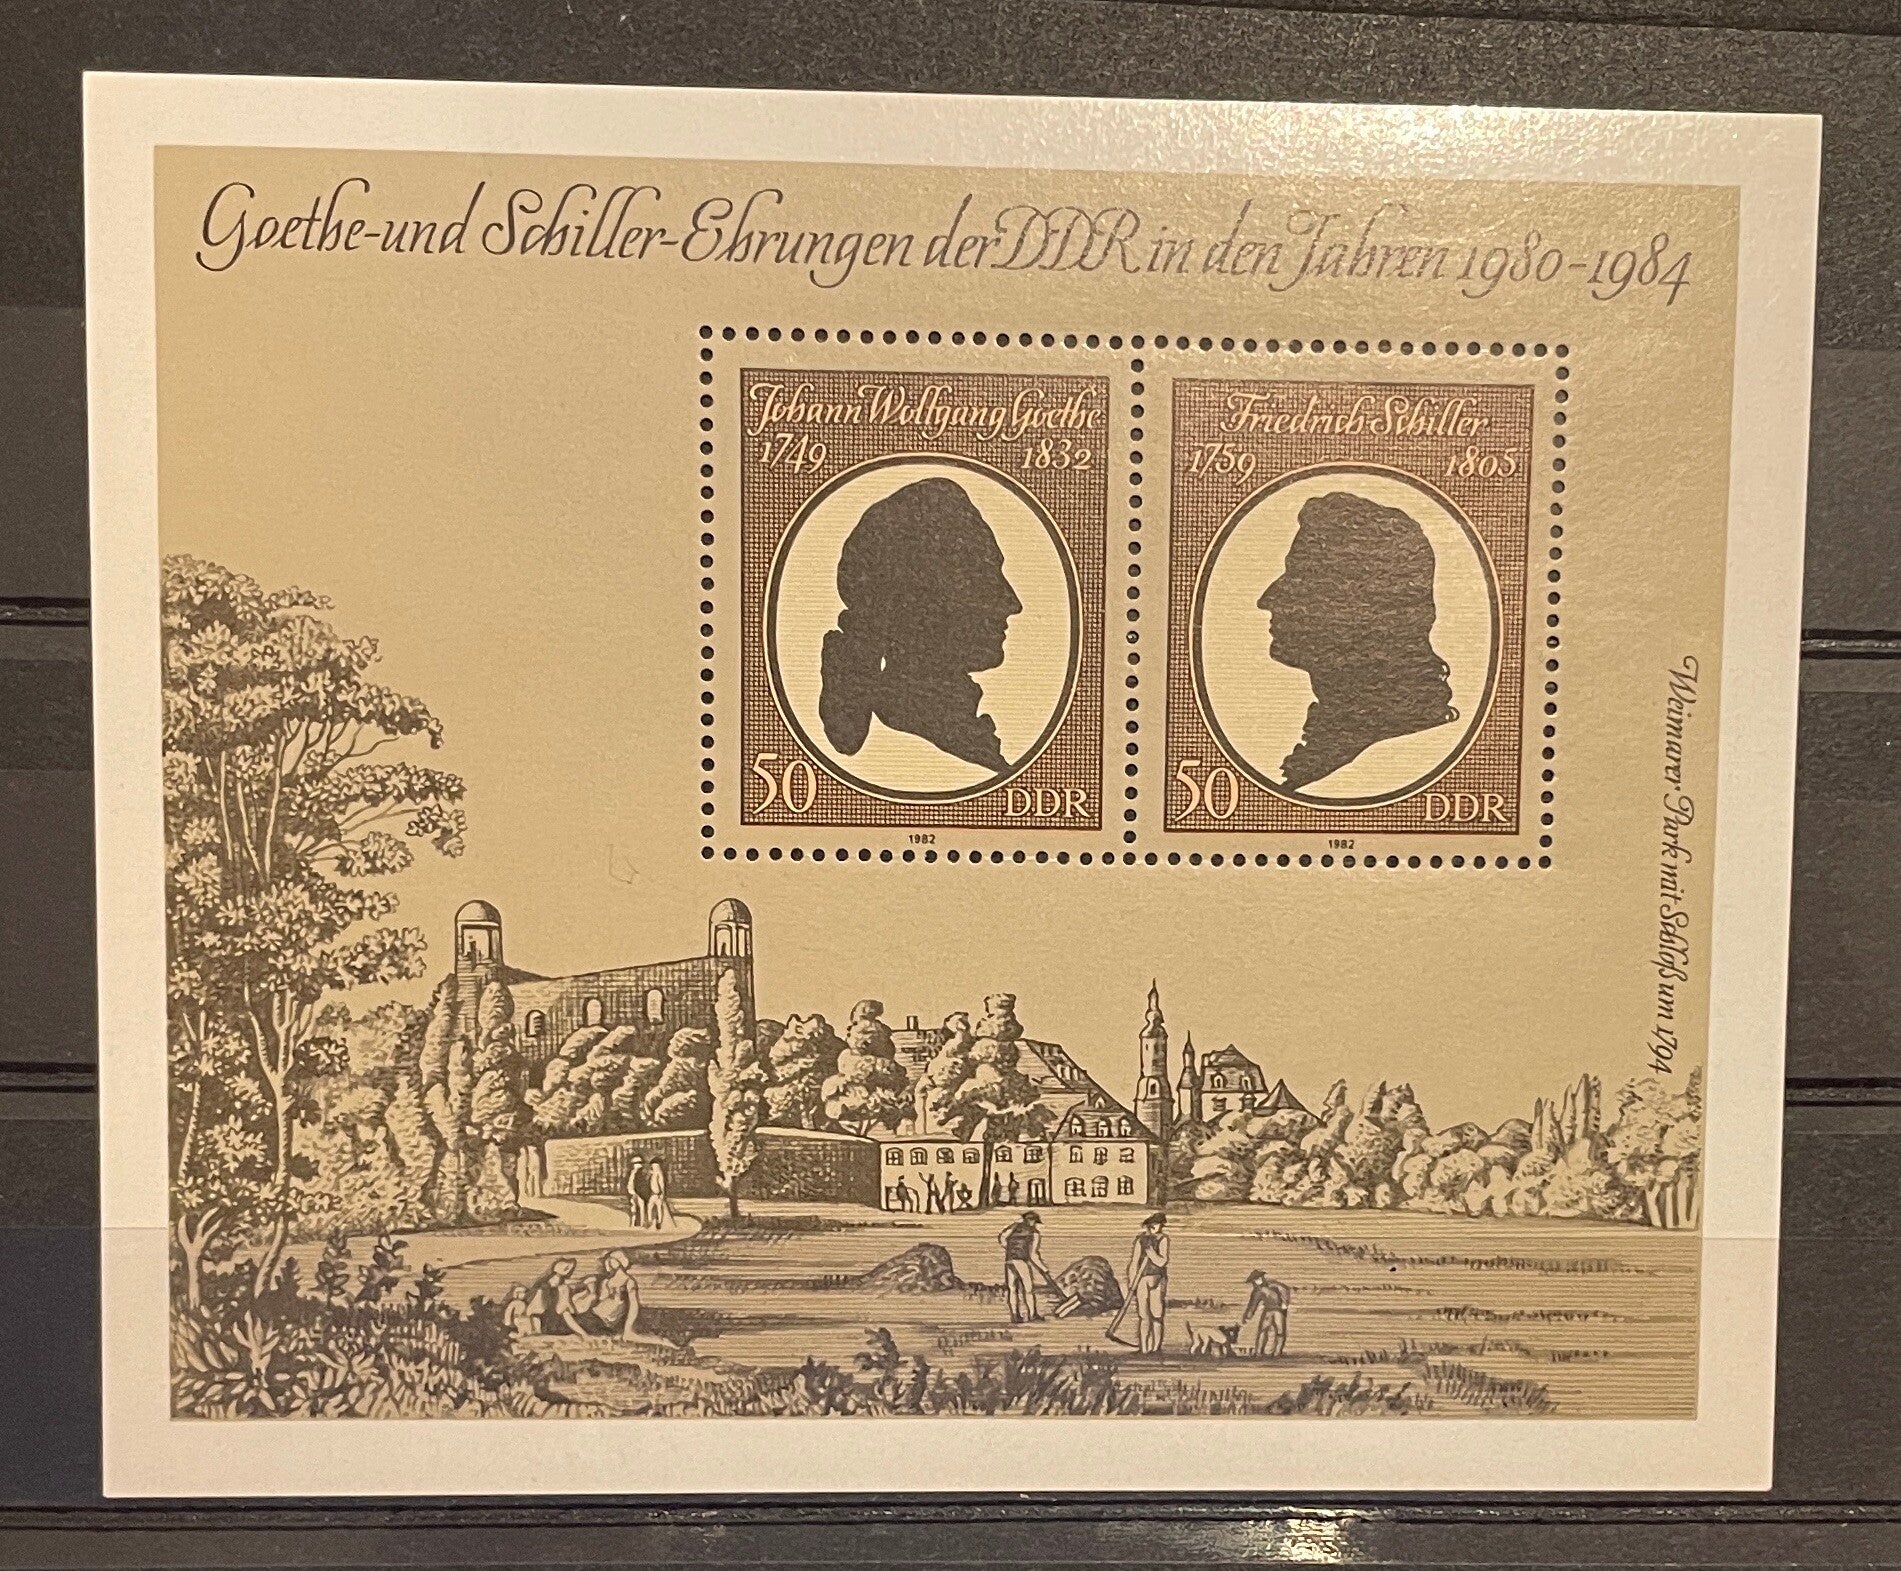 Goethe-und Schiller-Ehrungen der DDR in den Jahren 1980-1984
Johann Wolfgang Goethe
1749 1832
50 DDR
1982
Friedrich Schiller
1759 1805
50 DDR
1982
Weimarer Park mit Schloß um 1794